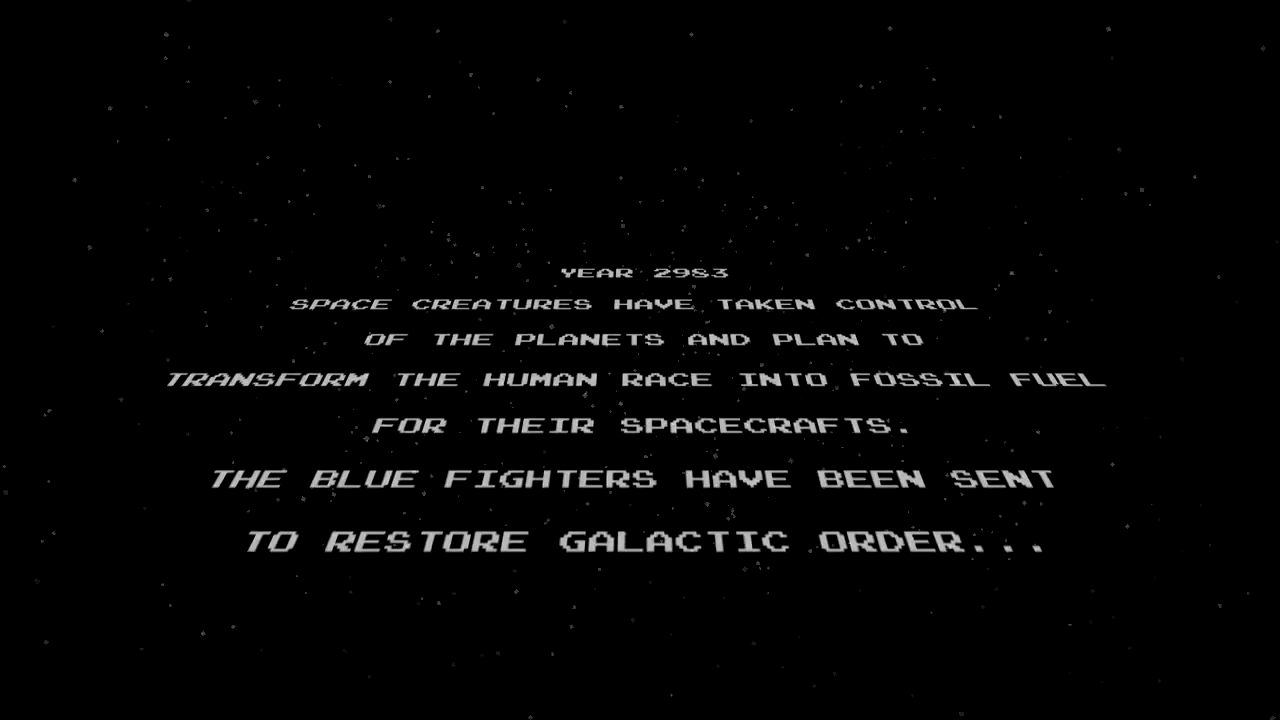 YEAR 2983
SPACE CREATURES HAVE TAKEN CONTROL
OF THE PLANETS AND PLAN TO
TRANSFORM THE HUMAN RACE INTO FOSSIL FUEL
FOR THEIR SPACECRAFTS.
THE BLUE FIGHTERS HAVE BEEN SENT
TO RESTORE GALACTIC ORDER...